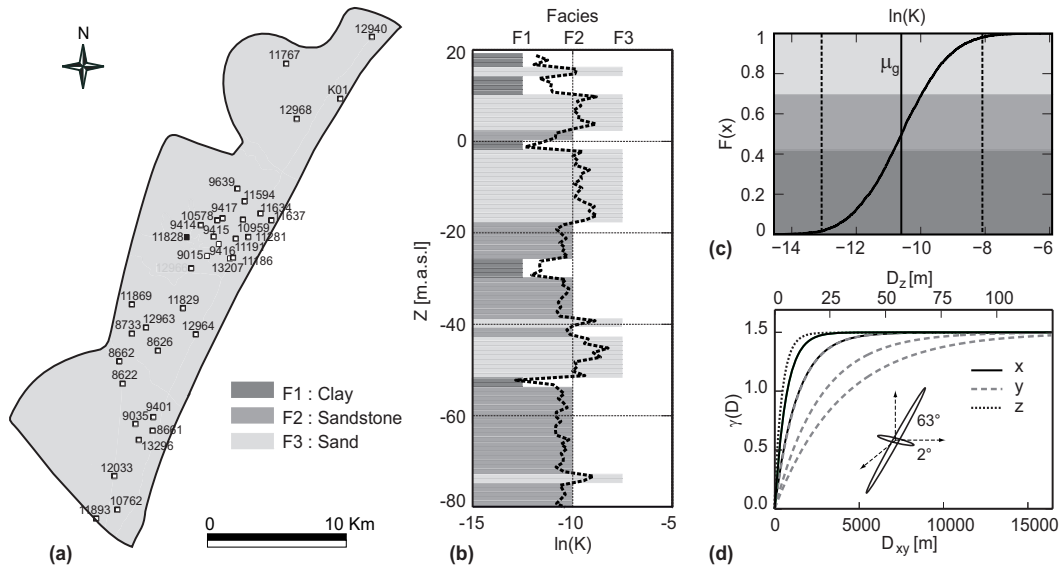 N
12940
11767
K01
12968
9639
11594
9417
11634
10578
11637
9414
9415
10959
11828
11281
11191
9416
9015
11186
13207
11869
11829
12963
8733
12964
8626
8662
8622
9401
9035
8661
13296
12033
10762
11893
F1 : Clay
F2 : Sandstone
F3 : Sand
0 10 Km
(a)
Facies
F1 F2 F3
20
0
-20
-40
-60
-80
Z [m.a.s.l]
-15 -10 -5
ln(K)
(b)
ln(K)
1
0.8
0.6
0.4
0.2
0
F(x)
μg
-14 -12 -10 -8 -6
(c)
Dz [m]
0 25 50 75 100
1.5
1.0
0.5
0.0
γ(D)
x
y
z
63°
2°
0 5000 10000 15000
Dxy [m]
(d)